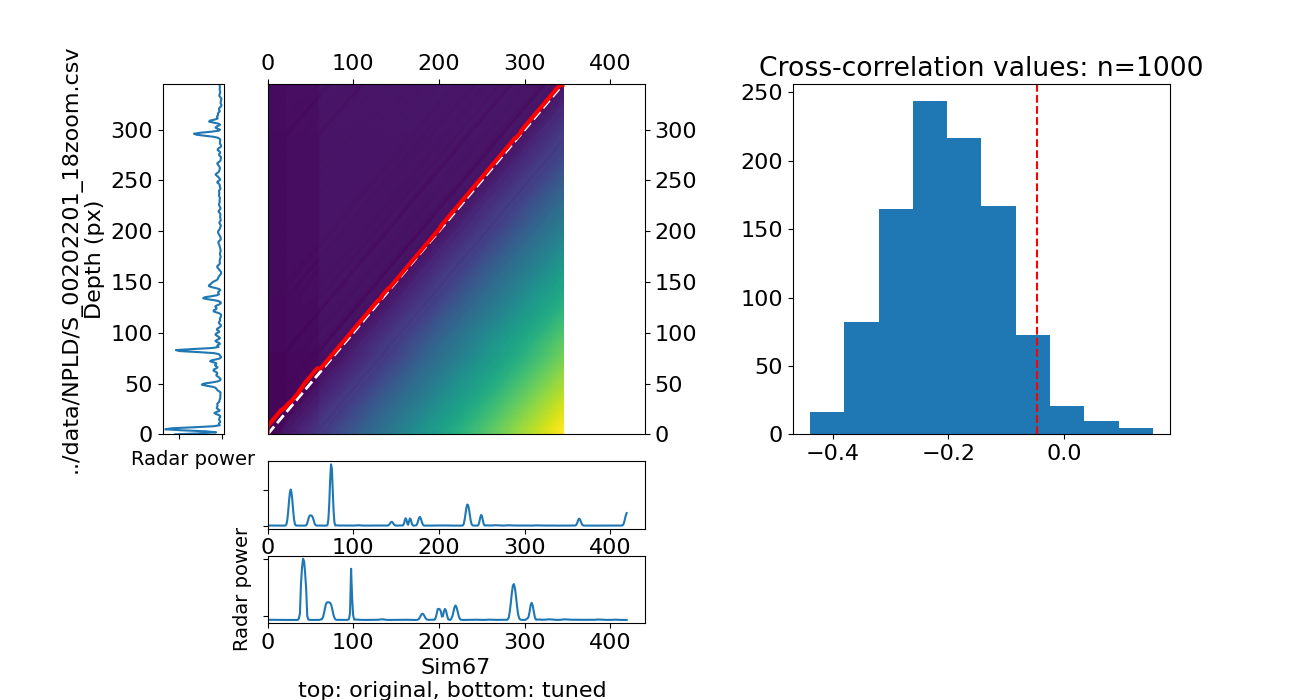 0 100 200 300 400
Cross-correlation values: n=1000
../data/NPLD/S_00202201_18zoom.csv
Depth (px)
300
250
200
150
100
50
0
300
250
200
150
100
50
0
250
200
150
100
50
0
−0.4 −0.2 0.0
Radar power
0 100 200 300 400
Radar power
0 100 200 300 400
Sim67
top: original, bottom: tuned